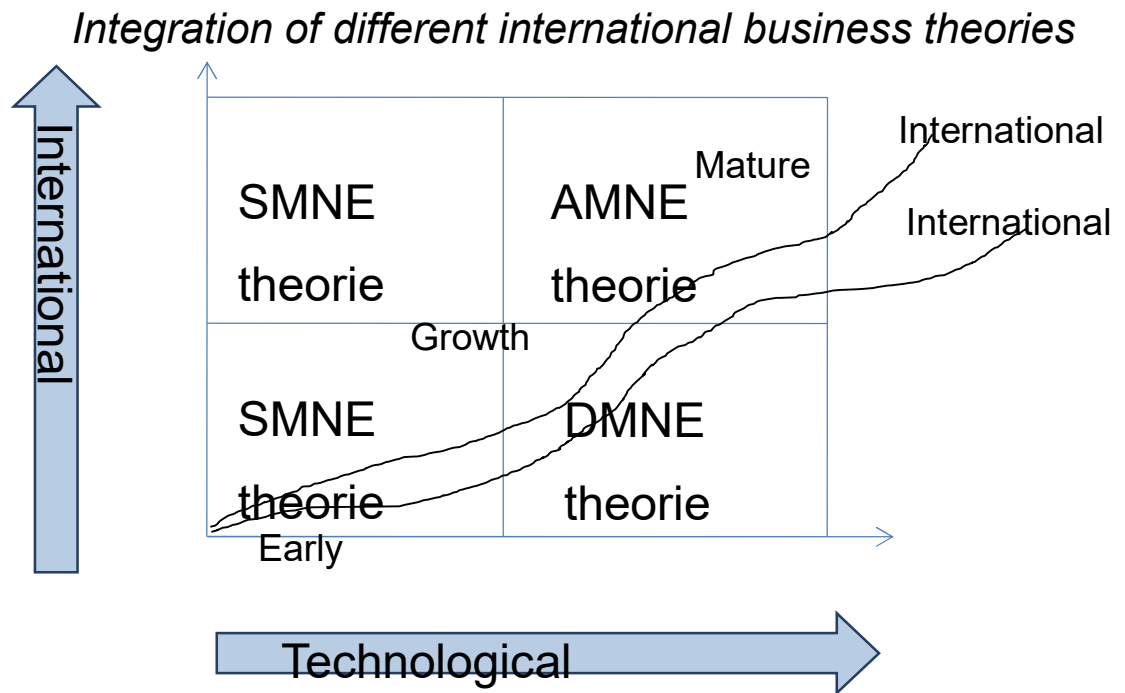 Integration of different international business theories
International
International
Mature
SMNE
theorie
AMNE
theorie
International
Growth
SMNE
theorie
DMNE
theorie
Early
Technological